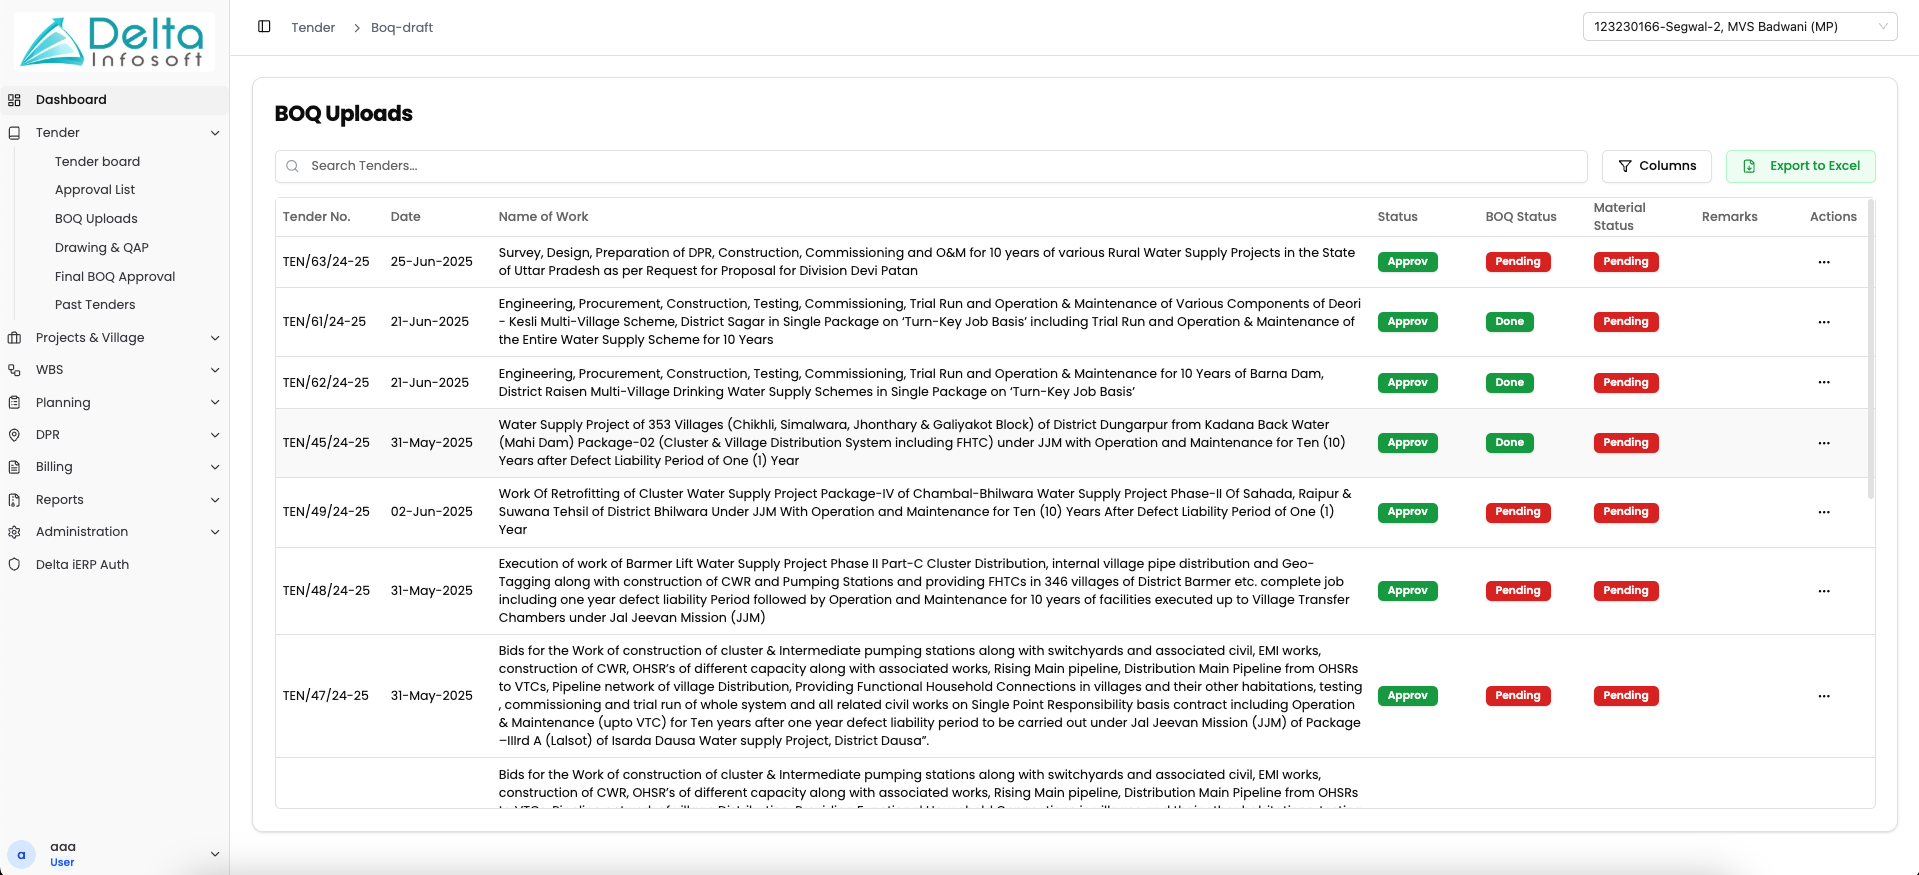 Delta
Infosoft
Dashboard
Tender
Tender board
Approval List
BOQ Uploads
Drawing & QAP
Final BOQ Approval
Past Tenders
Projects & Village
WBS
Planning
DPR
Billing
Reports
Administration
Delta iERP Auth
a
aaa
User
Tender > Boq-draft
123230166-Segwal-2, MVS Badwani (MP)
BOQ Uploads
Search Tenders...
Columns
Export to Excel
Tender No. Date Name of Work Status BOQ Status Material Status Remarks Actions
TEN/63/24-25 25-Jun-2025
Survey, Design, Preparation of DPR, Construction, Commissioning and O&M for 10 years of various Rural Water Supply Projects in the State
of Uttar Pradesh as per Request for Proposal for Division Devi Patan
Approv Pending Pending ...
TEN/61/24-25 21-Jun-2025
Engineering, Procurement, Construction, Testing, Commissioning, Trial Run and Operation & Maintenance of Various Components of Deori
- Kesli Multi-Village Scheme, District Sagar in Single Package on ‘Turn-Key Job Basis’ including Trial Run and Operation & Maintenance of
the Entire Water Supply Scheme for 10 Years
Approv Done Pending ...
TEN/62/24-25 21-Jun-2025
Engineering, Procurement, Construction, Testing, Commissioning, Trial Run and Operation & Maintenance for 10 Years of Barna Dam,
District Raisen Multi-Village Drinking Water Supply Schemes in Single Package on ‘Turn-Key Job Basis’
Approv Done Pending ...
TEN/45/24-25 31-May-2025
Water Supply Project of 353 Villages (Chikhli, Simalwara, Jhonthary & Galiyakot Block) of District Dungarpur from Kadana Back Water
(Mahi Dam) Package-02 (Cluster & Village Distribution System including FHTC) under JJM with Operation and Maintenance for Ten (10)
Years after Defect Liability Period of One (1) Year
Approv Done Pending ...
TEN/49/24-25 02-Jun-2025
Work Of Retrofitting of Cluster Water Supply Project Package-IV of Chambal-Bhilwara Water Supply Project Phase-II Of Sahada, Raipur &
Suwana Tehsil of District Bhilwara Under JJM With Operation and Maintenance for Ten (10) Years After Defect Liability Period of One (1)
Year
Approv Pending Pending ...
TEN/48/24-25 31-May-2025
Execution of work of Barmer Lift Water Supply Project Phase II Part-C Cluster Distribution, internal village pipe distribution and Geo-
Tagging along with construction of CWR and Pumping Stations and providing FHTCs in 346 villages of District Barmer etc. complete job
including one year defect liability Period followed by Operation and Maintenance for 10 years of facilities executed up to Village Transfer
Chambers under Jal Jeevan Mission (JJM)
Approv Pending Pending ...
TEN/47/24-25 31-May-2025
Bids for the Work of construction of cluster & Intermediate pumping stations along with switchyards and associated civil, EMI works,
construction of CWR, OHSR’s of different capacity along with associated works, Rising Main pipeline, Distribution Main Pipeline from OHSRs
to VTCs, Pipeline network of village Distribution, Providing Functional Household Connections in villages and their other habitations, testing
, commissioning and trial run of whole system and all related civil works on Single Point Responsibility basis contract including Operation
& Maintenance (upto VTC) for Ten years after one year defect liability period to be carried out under Jal Jeevan Mission (JJM) of Package
–IIIrd A (Lalsot) of Isarda Dausa Water supply Project, District Dausa”.
Approv Pending Pending ...
Bids for the Work of construction of cluster & Intermediate pumping stations along with switchyards and associated civil, EMI works,
construction of CWR, OHSR’s of different capacity along with associated works, Rising Main pipeline, Distribution Main Pipeline from OHSRs